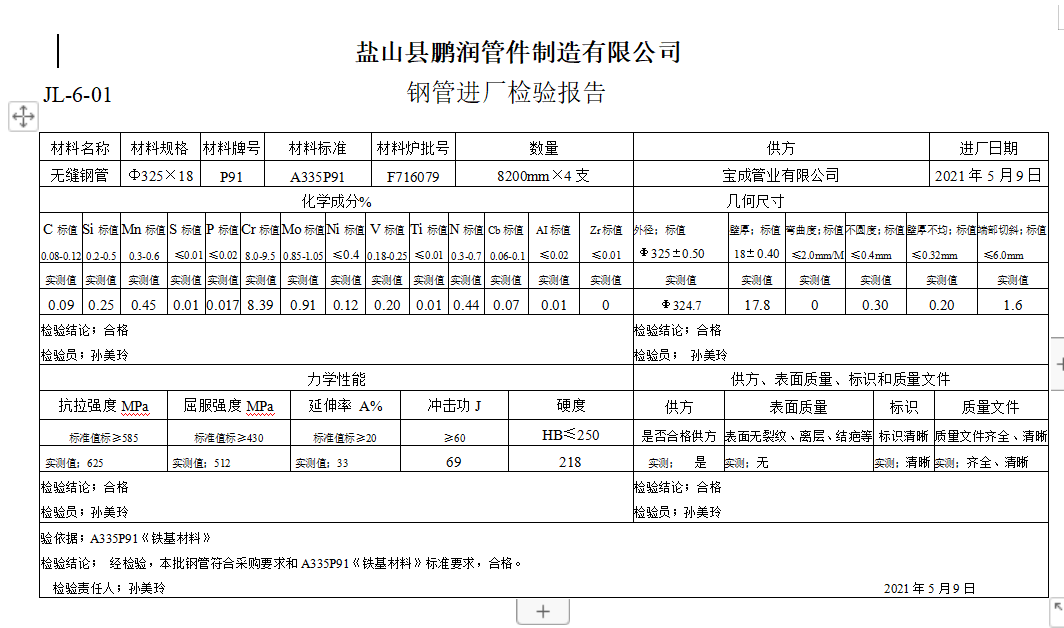 盐山县鹏润管件制造有限公司
JL-6-01 钢管进厂检验报告
材料名称 材料规格 材料牌号 材料标准 材料炉批号 数量 供方 进厂日期
无缝钢管 Φ325×18 P91 A335P91 F716079 8200mm×4 支 宝成管业有限公司 2021 年 5 月 9 日
化学成分% 几何尺寸
C 标值 Si 标值 Mn 标值 S 标值 P 标值 Cr 标值 Mo 标值 Ni 标值 V 标值 Ti 标值 N 标值 Cb 标值 AI 标值 Zr 标值 外径；标值 壁厚；标值 弯曲度；标值 不圆度；标值 壁厚不均；标值 端部切斜；标值
0.08-0.12 0.2-0.5 0.3-0.6 ≤0.01 ≤0.02 8.0-9.5 0.85-1.05 ≤0.4 0.18-0.25 ≤0.01 0.3-0.7 0.06-0.1 ≤0.02 ≤0.01 Φ325±0.50 18±0.40 ≤2.0mm/M ≤0.4mm ≤0.32mm ≤6.0mm
实测值 实测值 实测值 实测值 实测值 实测值 实测值 实测值 实测值 实测值 实测值 实测值 实测值 实测值 实测值 实测值 实测值 实测值 实测值 实测值
0.09 0.25 0.45 0.01 0.017 8.39 0.91 0.12 0.20 0.01 0.44 0.07 0.01 0 Φ324.7 17.8 0 0.30 0.20 1.6
检验结论；合格 检验结论；合格
检验员；孙美玲 检验员； 孙美玲
力学性能 供方、表面质量、标识和质量文件
抗拉强度 MPa 屈服强度 MPa 延伸率 A% 冲击功 J 硬度 供方 表面质量 标识 质量文件
标准值标≥585 标准值标≥430 标准值标≥20 ≥60 HB≤250 是否合格供方 表面无裂纹、离层、结疤等 标识清晰 质量文件齐全、清晰
实测值；625 实测值；512 实测值；33 69 218 实测； 是 实测；无 实测；清晰 实测；齐全、清晰
检验结论；合格 检验结论；合格
检验员；孙美玲 检验员；孙美玲
验依据；A335P91《铁基材料》
检验结论； 经检验，本批钢管符合采购要求和 A335P91《铁基材料》标准要求，合格。
检验责任人；孙美玲 2021 年 5 月 9 日